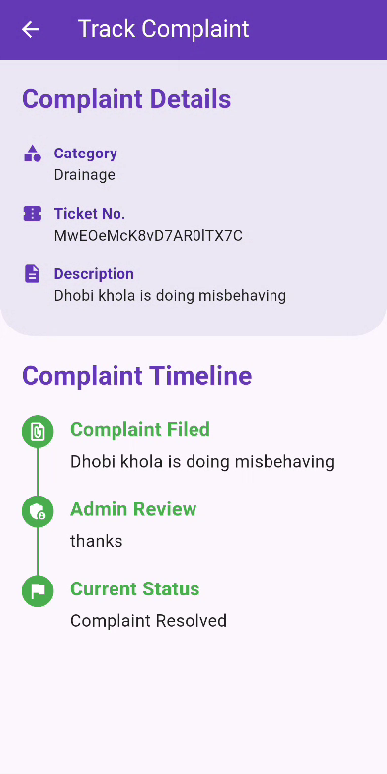 Track Complaint
Complaint Details
Category
Drainage
Ticket No.
MwEOeMcK8vD7AR0lTX7C
Description
Dhobi khola is doing misbehaving
Complaint Timeline
Complaint Filed
Dhobi khola is doing misbehaving
Admin Review
thanks
Current Status
Complaint Resolved